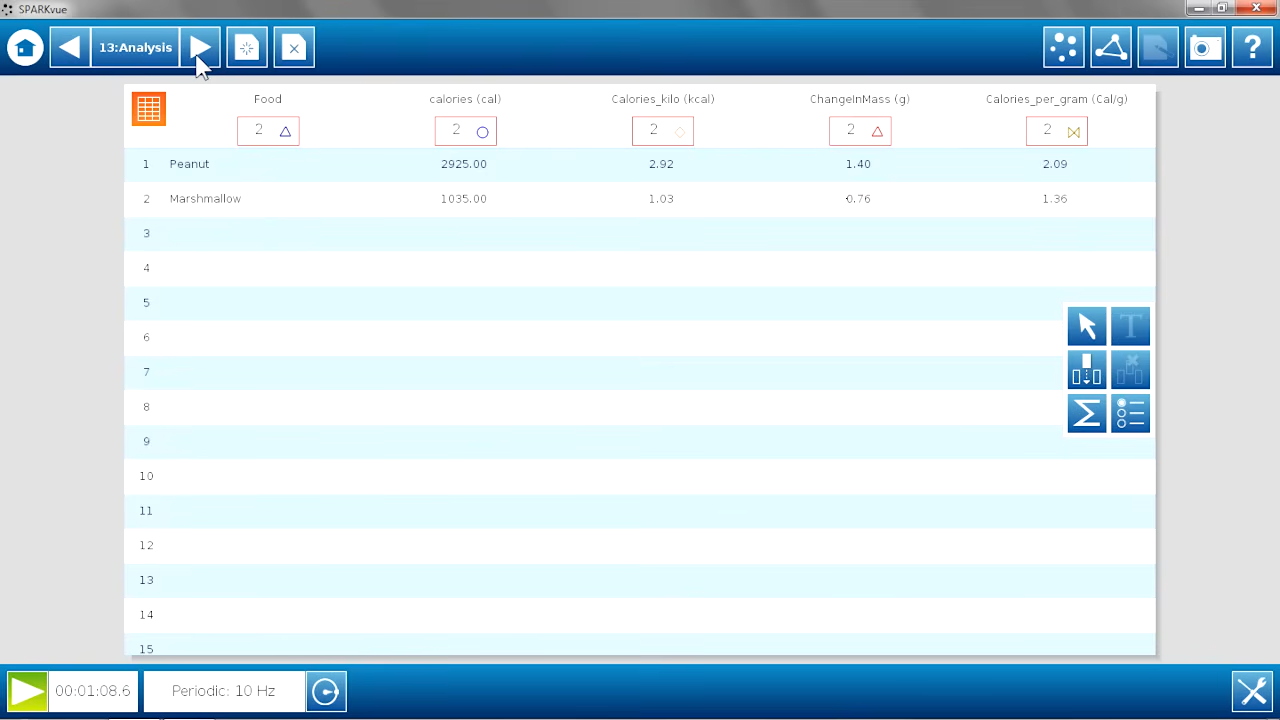 SPARKvue
13:Analysis
?
Food calories (cal) Calories_kilo (kcal) Mass (g) Calories_per_gram (Cal/g)
2 2 2 2 2
1 Peanut 2925.00 2.92 1.40 2.09
2 Marshmallow 1035.00 1.03 0.76 1.36
3
4
5
6
7
8
9
10
11
12
13
14
15
T
Σ
00:01:08.6 Periodic: 10 Hz